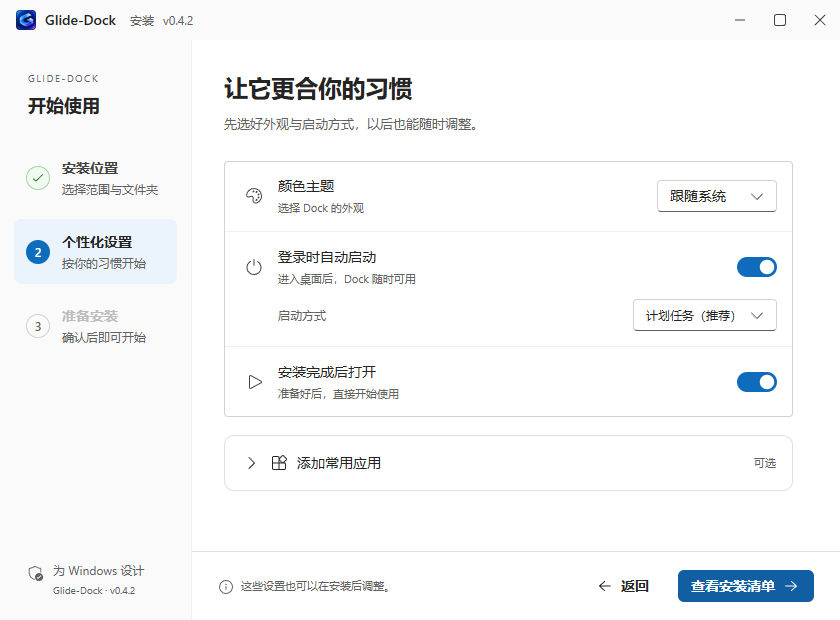 Glide-Dock 安装 v0.4.2
GLIDE-DOCK
开始使用
安装位置
选择范围与文件夹
2
个性化设置
按你的习惯开始
3
准备安装
确认后即可开始
为 Windows 设计
Glide-Dock · v0.4.2
让它更合你的习惯
先选好外观与启动方式，以后也能随时调整。
颜色主题
选择 Dock 的外观
跟随系统
登录时自动启动
进入桌面后，Dock 随时可用
启动方式
计划任务（推荐）
安装完成后打开
准备好后，直接开始使用
添加常用应用
可选
这些设置也可以在安装后调整。
返回
查看安装清单